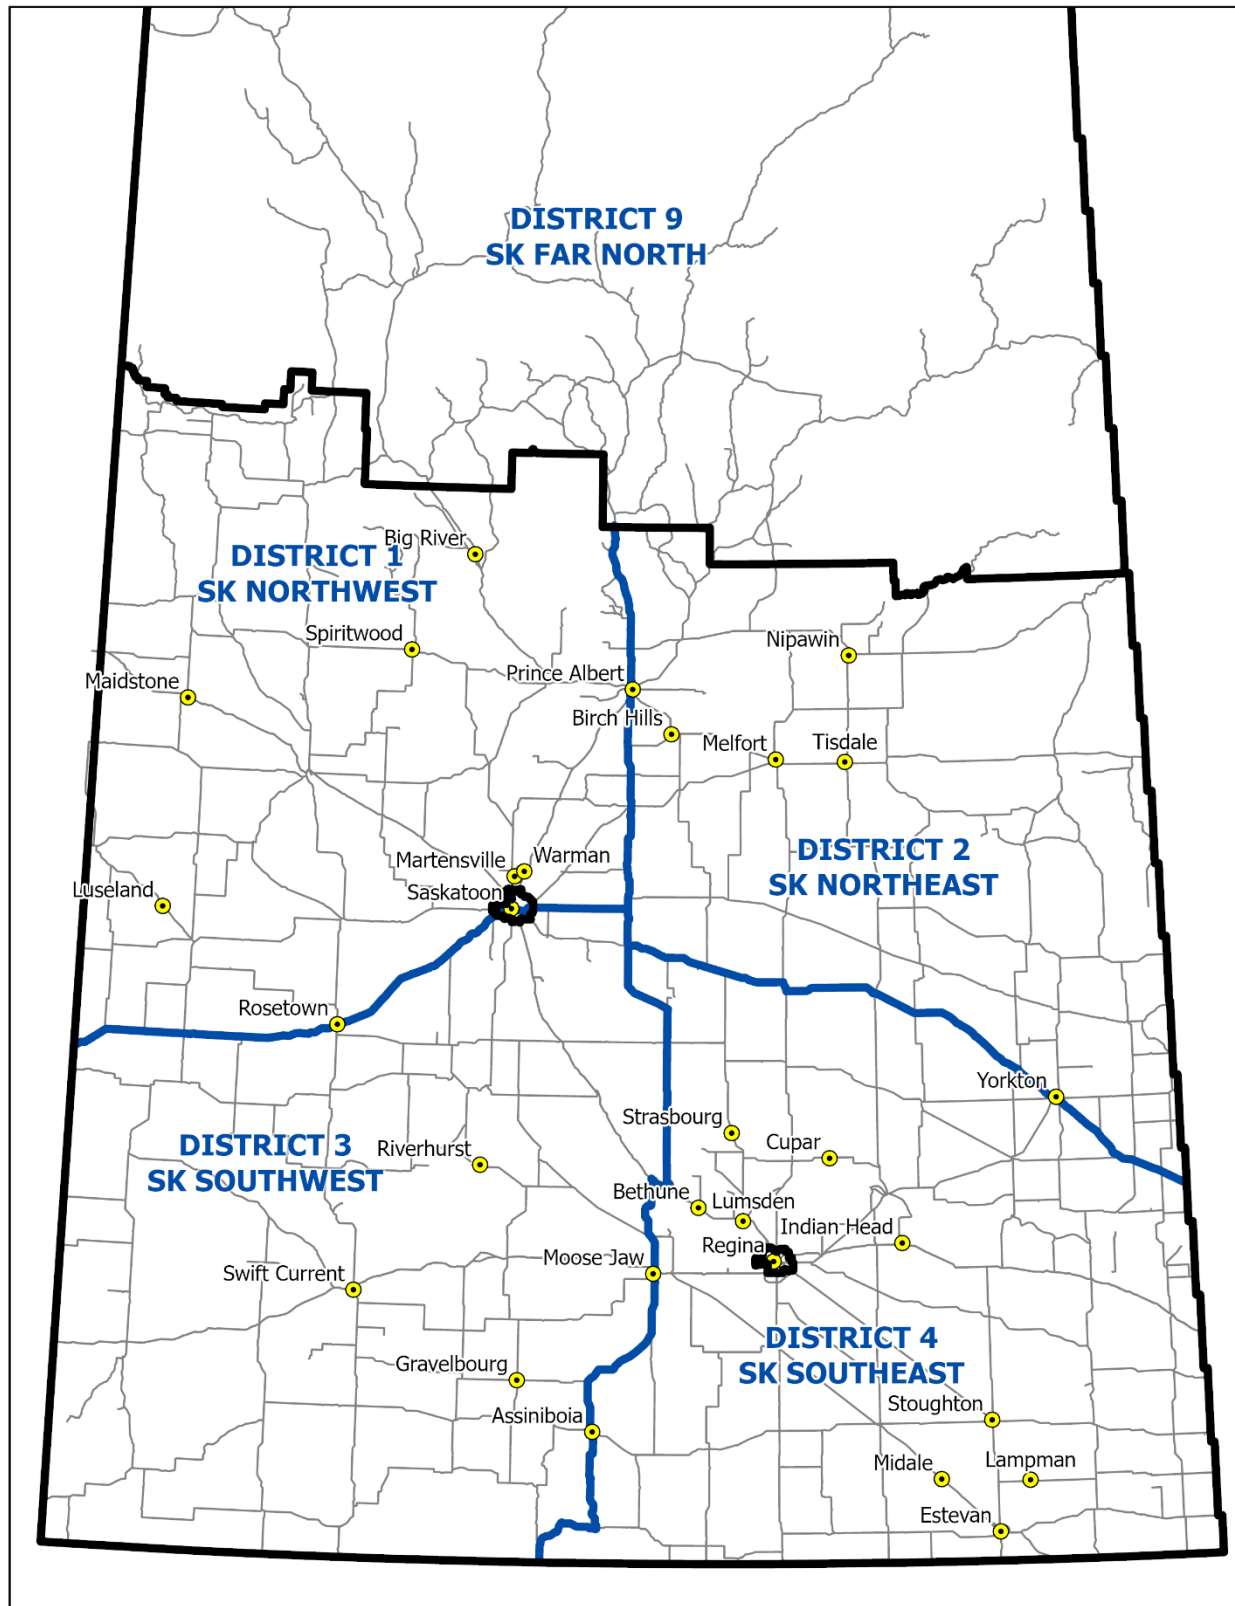 DISTRICT 9
SK FAR NORTH
Big River
DISTRICT 1
SK NORTHWEST
Spiritwood
Nipawin
Prince Albert
Maidstone
Birch Hills
Melfort
Tisdale
DISTRICT 2
SK NORTHEAST
Martensville
Warman
Luseland
Saskatoon
Rosetown
Yorkton
Strasbourg
Cupar
DISTRICT 3
SK SOUTHWEST
Riverhurst
Bethune
Lumsden
Indian Head
Regina
Moose Jaw
Swift Current
DISTRICT 4
SK SOUTHEAST
Gravelbourg
Stoughton
Assiniboia
Midale
Lampman
Estevan